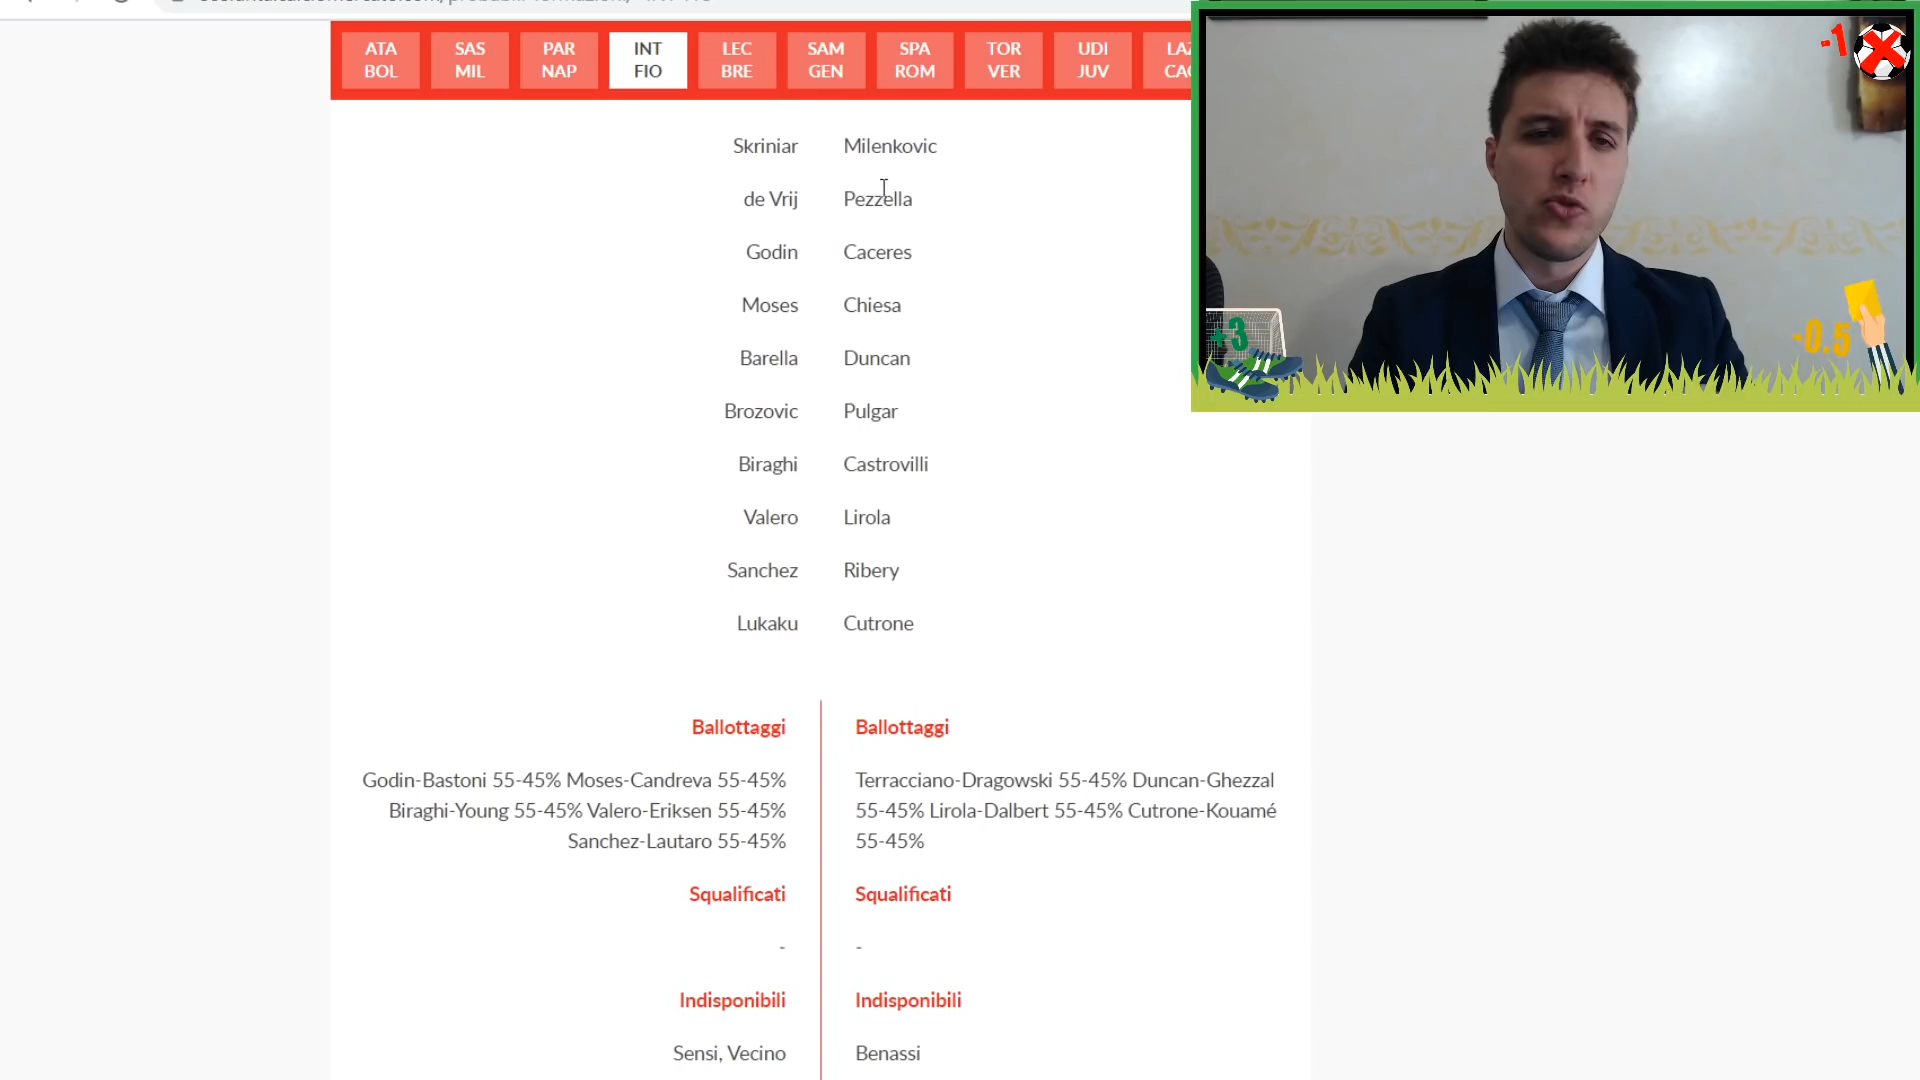 ATA
BOL
SAS
MIL
PAR
NAP
INT
FIO
LEC
BRE
SAM
GEN
SPA
ROM
TOR
VER
UDI
JUV
Skriniar Milenkovic
de Vrij Pezzella
Godin Caceres
Moses Chiesa
Barella Duncan
Brozovic Pulgar
Biraghi Castrovilli
Valero Lirola
Sanchez Ribery
Lukaku Cutrone
Ballottaggi
Godin-Bastoni 55-45% Moses-Candreva 55-45%
Biraghi-Young 55-45% Valero-Eriksen 55-45%
Sanchez-Lautaro 55-45%
Squalificati
-
Indisponibili
Sensi, Vecino
Ballottaggi
Terracciano-Dragowski 55-45% Duncan-Ghezzal
55-45% Lirola-Dalbert 55-45% Cutrone-Kouamé
55-45%
Squalificati
-
Indisponibili
Benassi
-1
+3
-0.5